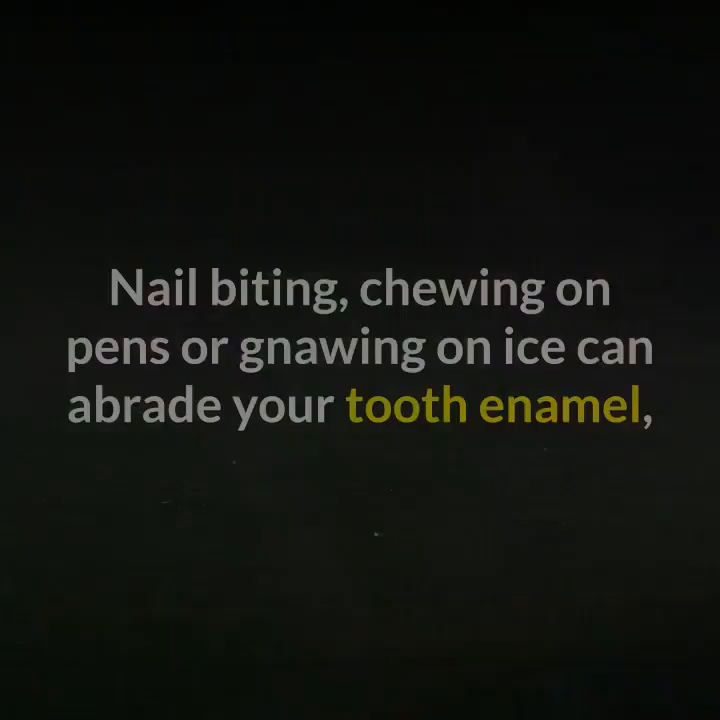 Nail biting, chewing on
pens or gnawing on ice can
abrade your tooth enamel,